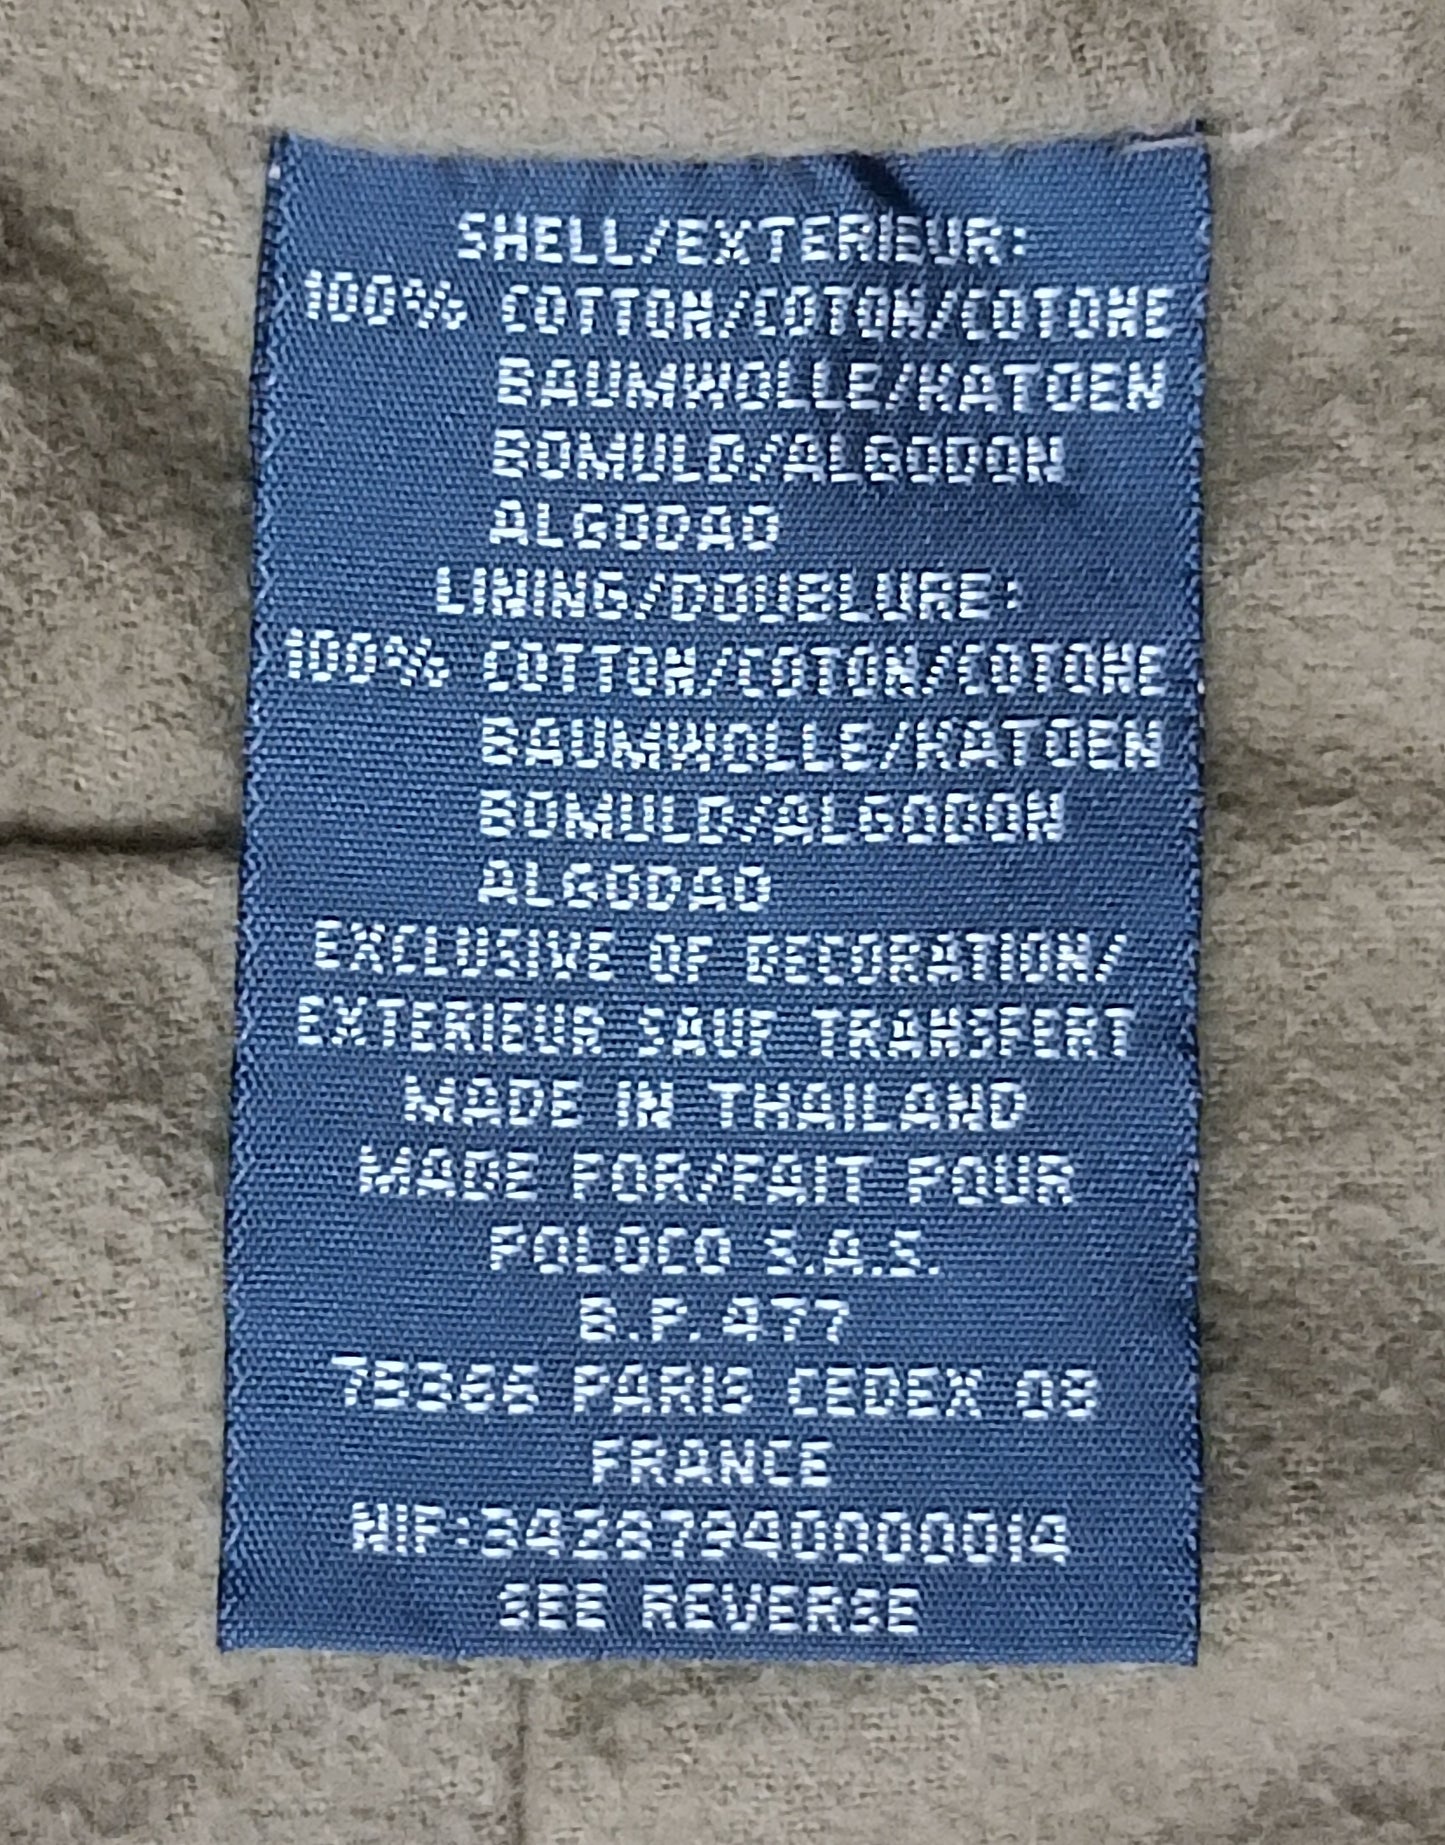 SHELL/EXTERIEUR:
100% COTTON/COTON/COTONE
BAUMWOLLE/KATOEN
BOMULD/ALGODON
ALGODAO
LINING/DOUBLURE:
100% COTTON/COTON/COTONE
BAUMWOLLE/KATOEN
BOMULD/ALGODON
ALGODAO
EXCLUSIVE OF DECORATION/
EXTERIEUR SAUF TRANSFERT
MADE IN THAILAND
MADE FOR/FAIT POUR
POLOCO S.A.S.
B.P. 477
75366 PARIS CEDEX 08
FRANCE
NIF:34287940000014
SEE REVERSE